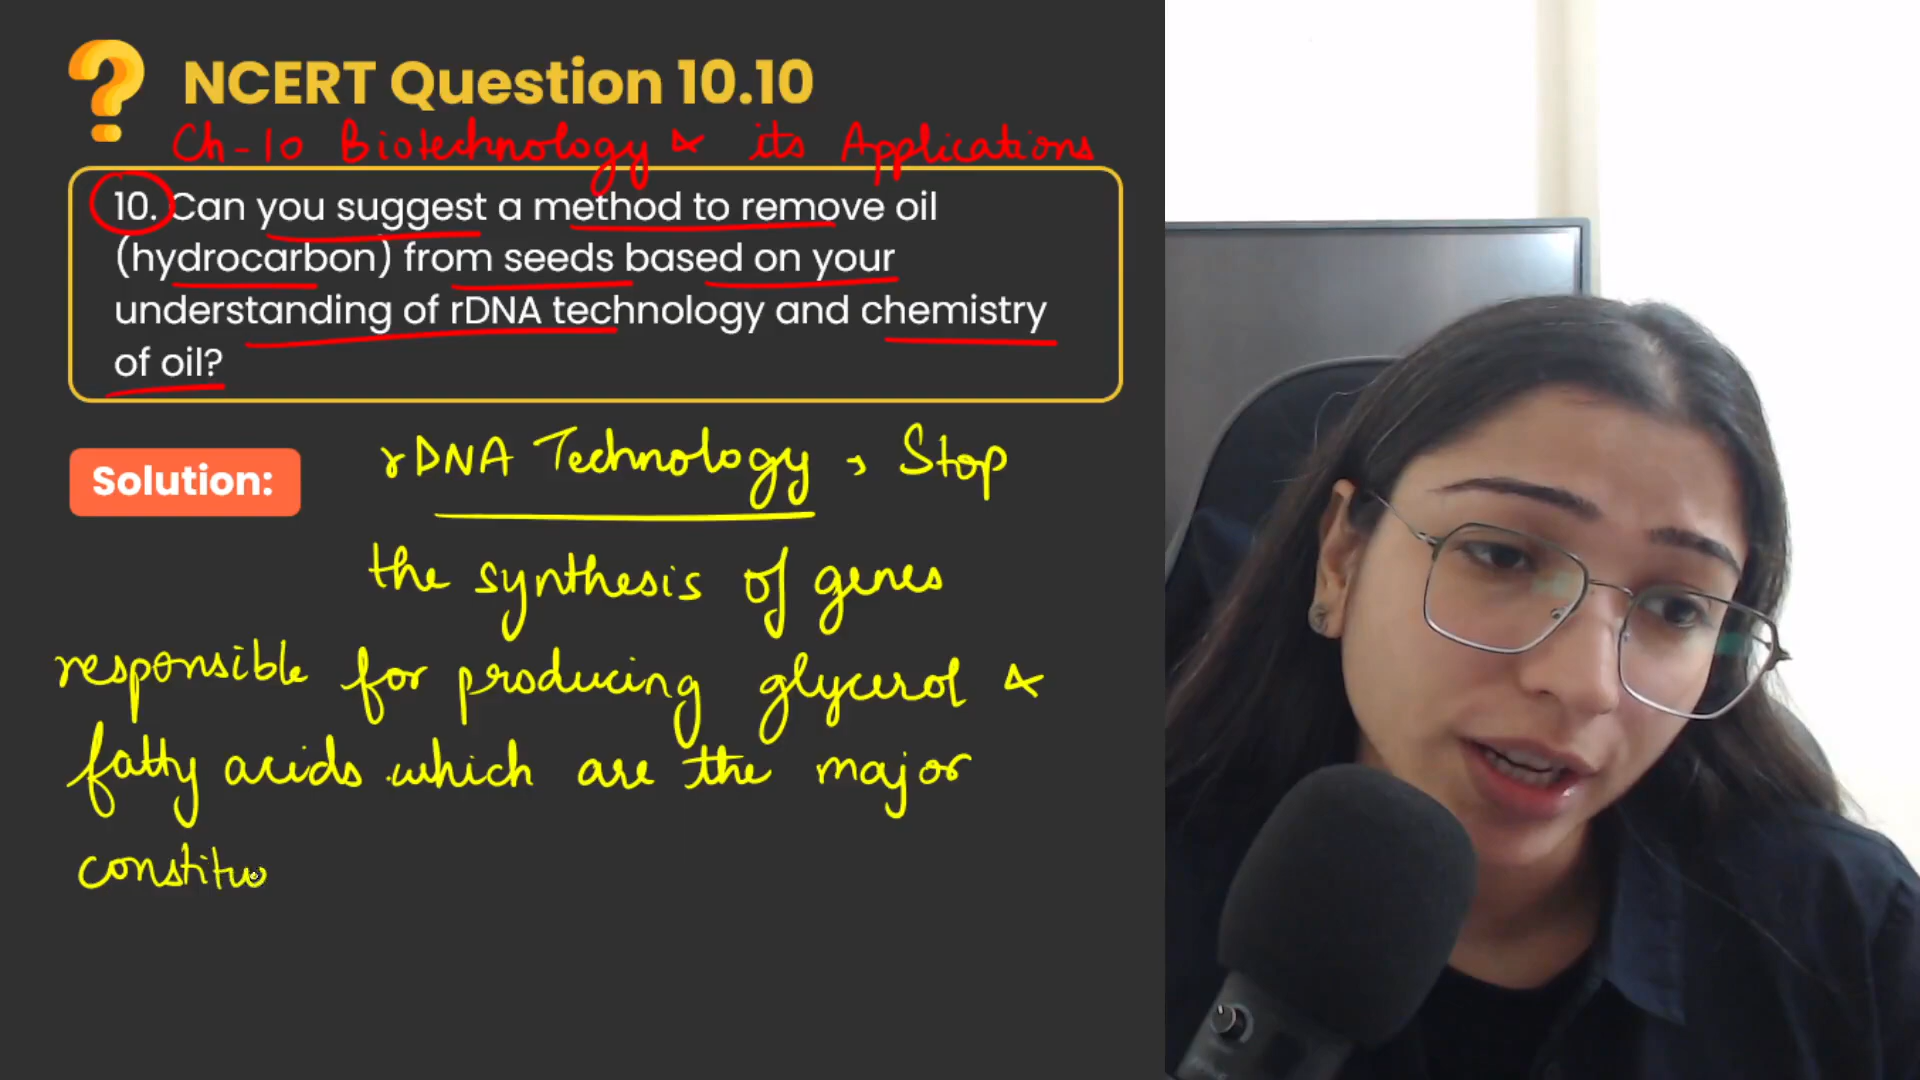 NCERT Question 10.10
Ch-10 Biotechnology & its Applications
10. Can you suggest a method to remove oil
(hydrocarbon) from seeds based on your
understanding of rDNA technology and chemistry
of oil?
Solution:
rDNA Technology, Stop
the synthesis of genes
responsible for producing glycerol &
fatty acids which are the major
constitu